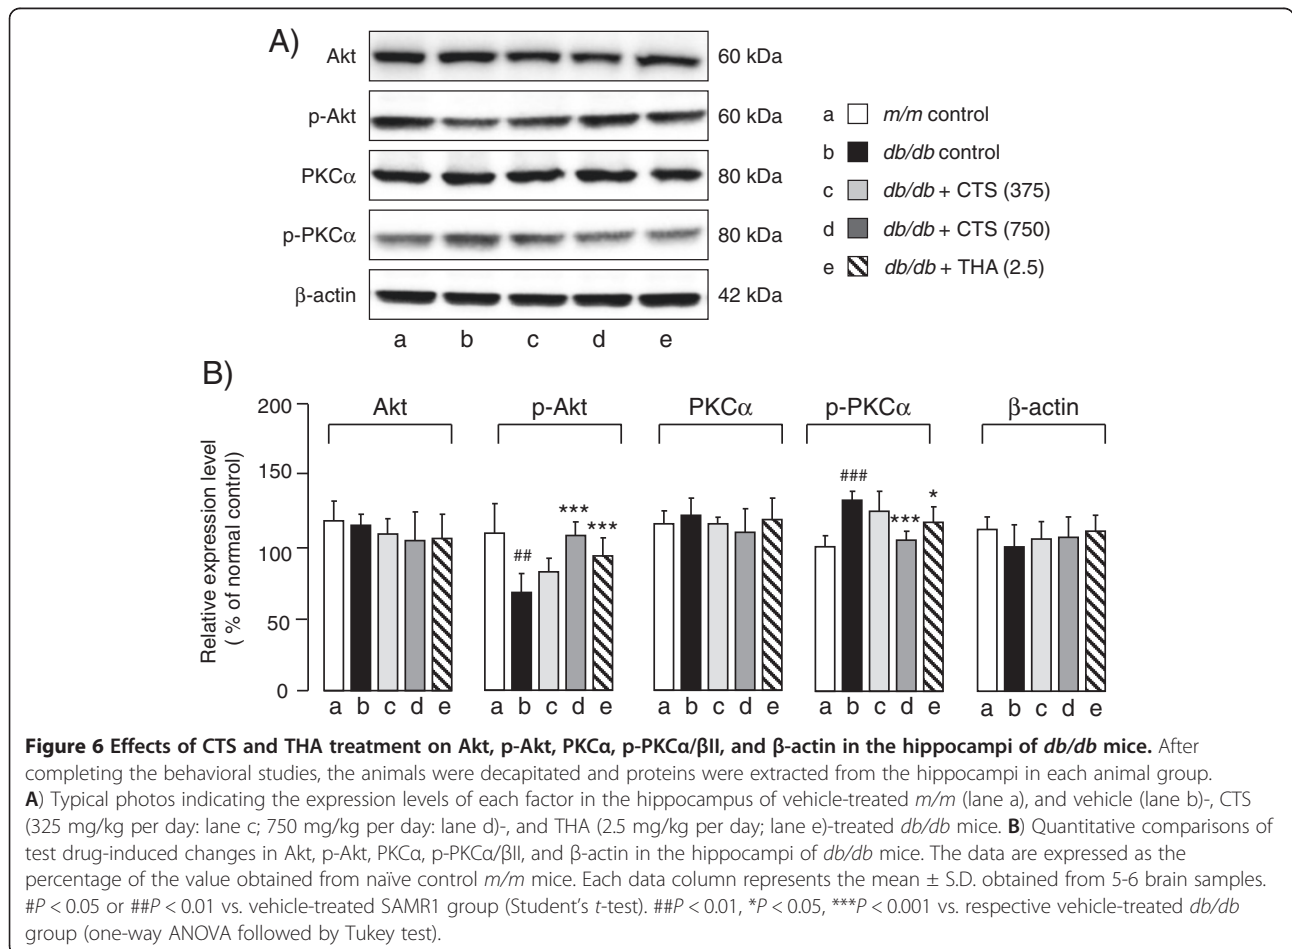 A)
Akt 60 kDa
p-Akt 60 kDa
PKCα 80 kDa
p-PKCα 80 kDa
β-actin 42 kDa
a b c d e
a m/m control
b db/db control
c db/db + CTS (375)
d db/db + CTS (750)
e db/db + THA (2.5)
B)
Relative expression level
( % of normal control)
200
150
100
50
0
Akt p-Akt PKCα p-PKCα β-actin
## *** *** ### *** *
a b c d e a b c d e a b c d e a b c d e a b c d e
Figure 6 Effects of CTS and THA treatment on Akt, p-Akt, PKCα, p-PKCα/βII, and β-actin in the hippocampi of db/db mice. After
completing the behavioral studies, the animals were decapitated and proteins were extracted from the hippocampi in each animal group.
A) Typical photos indicating the expression levels of each factor in the hippocampus of vehicle-treated m/m (lane a), and vehicle (lane b)-, CTS
(325 mg/kg per day: lane c; 750 mg/kg per day: lane d)-, and THA (2.5 mg/kg per day; lane e)-treated db/db mice. B) Quantitative comparisons of
test drug-induced changes in Akt, p-Akt, PKCα, p-PKCα/βII, and β-actin in the hippocampi of db/db mice. The data are expressed as the
percentage of the value obtained from naïve control m/m mice. Each data column represents the mean ± S.D. obtained from 5-6 brain samples.
#P < 0.05 or ##P < 0.01 vs. vehicle-treated SAMR1 group (Student's t-test). ##P < 0.01, *P < 0.05, ***P < 0.001 vs. respective vehicle-treated db/db
group (one-way ANOVA followed by Tukey test).